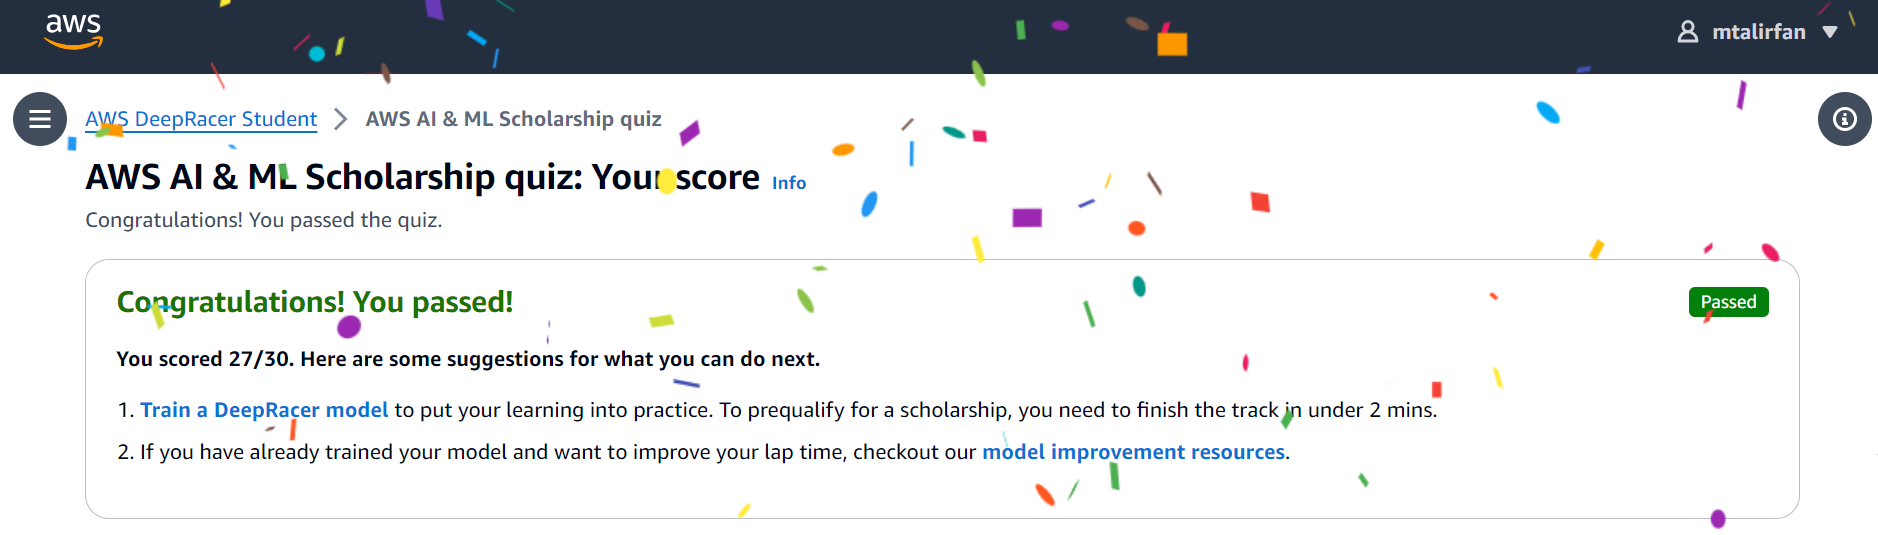 aws
mtalirfan
AWS DeepRacer Student > AWS AI & ML Scholarship quiz
AWS AI & ML Scholarship quiz: Your score Info
Congratulations! You passed the quiz.
Congratulations! You passed!
Passed
You scored 27/30. Here are some suggestions for what you can do next.
1. Train a DeepRacer model to put your learning into practice. To prequalify for a scholarship, you need to finish the track in under 2 mins.
2. If you have already trained your model and want to improve your lap time, checkout our model improvement resources.